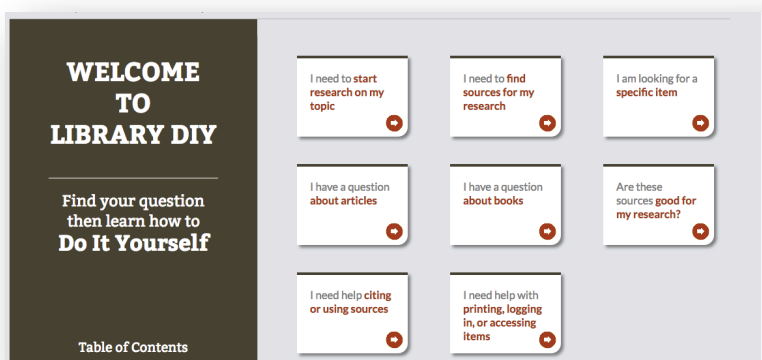 WELCOME
TO
LIBRARY DIY
Find your question
then learn how to
Do It Yourself
Table of Contents
I need to start
research on my
topic
I need to find
sources for my
research
I am looking for a
specific item
I have a question
about articles
I have a question
about books
Are these
sources good for
my research?
I need help citing
or using sources
I need help with
printing, logging
in, or accessing
items